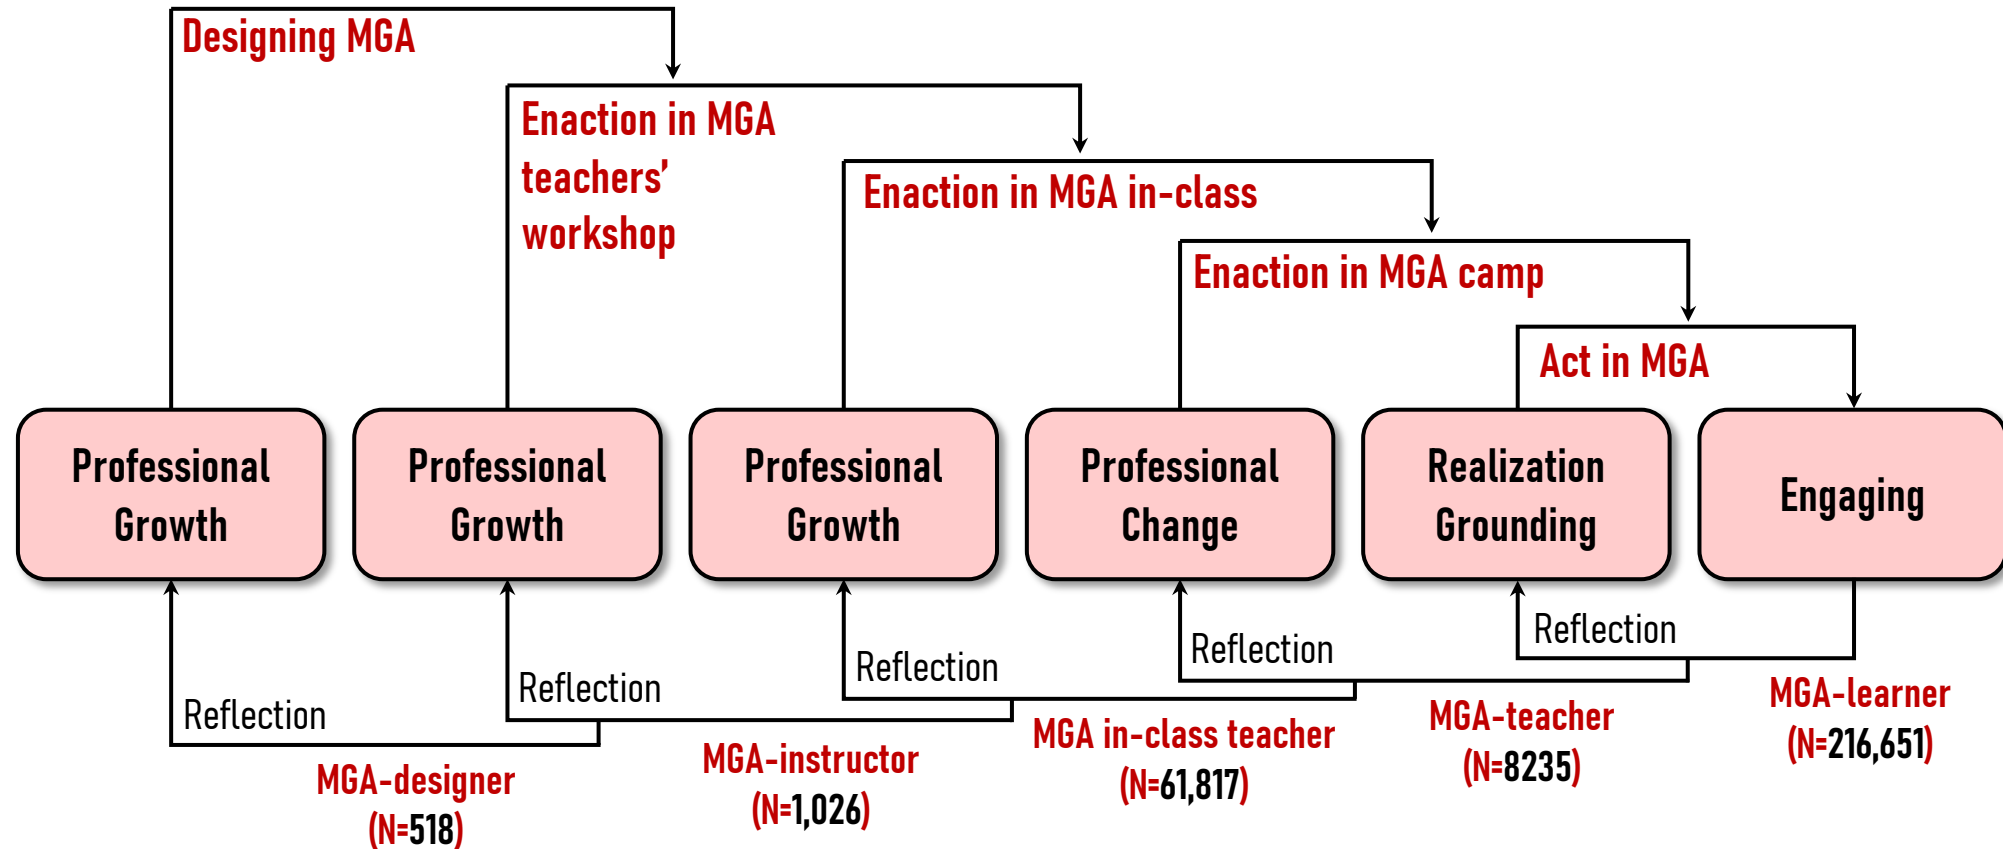 Designing MGA
Enaction in MGA
teachers’
workshop
Enaction in MGA in-class
Enaction in MGA camp
Act in MGA
Professional
Growth
Professional
Growth
Professional
Growth
Professional
Change
Realization
Grounding
Engaging
Reflection
Reflection
Reflection
Reflection
Reflection
MGA-designer
(N=518)
MGA-instructor
(N=1,026)
MGA in-class teacher
(N=61,817)
MGA-teacher
(N=8235)
MGA-learner
(N=216,651)